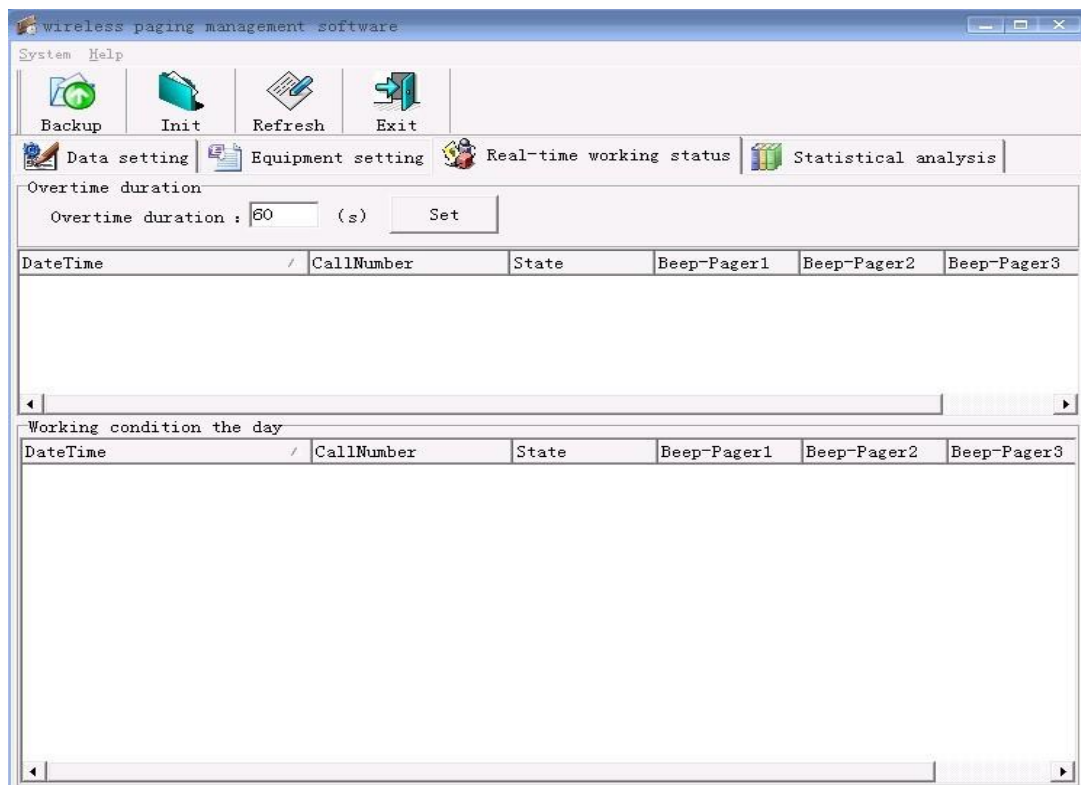 wireless paging management software
System Help
Backup Init Refresh Exit
Data setting Equipment setting Real-time working status Statistical analysis
Overtime duration
Overtime duration : 60 (s) Set
DateTime CallNumber State Beep-Pager1 Beep-Pager2 Beep-Pager3
Working condition the day
DateTime CallNumber State Beep-Pager1 Beep-Pager2 Beep-Pager3